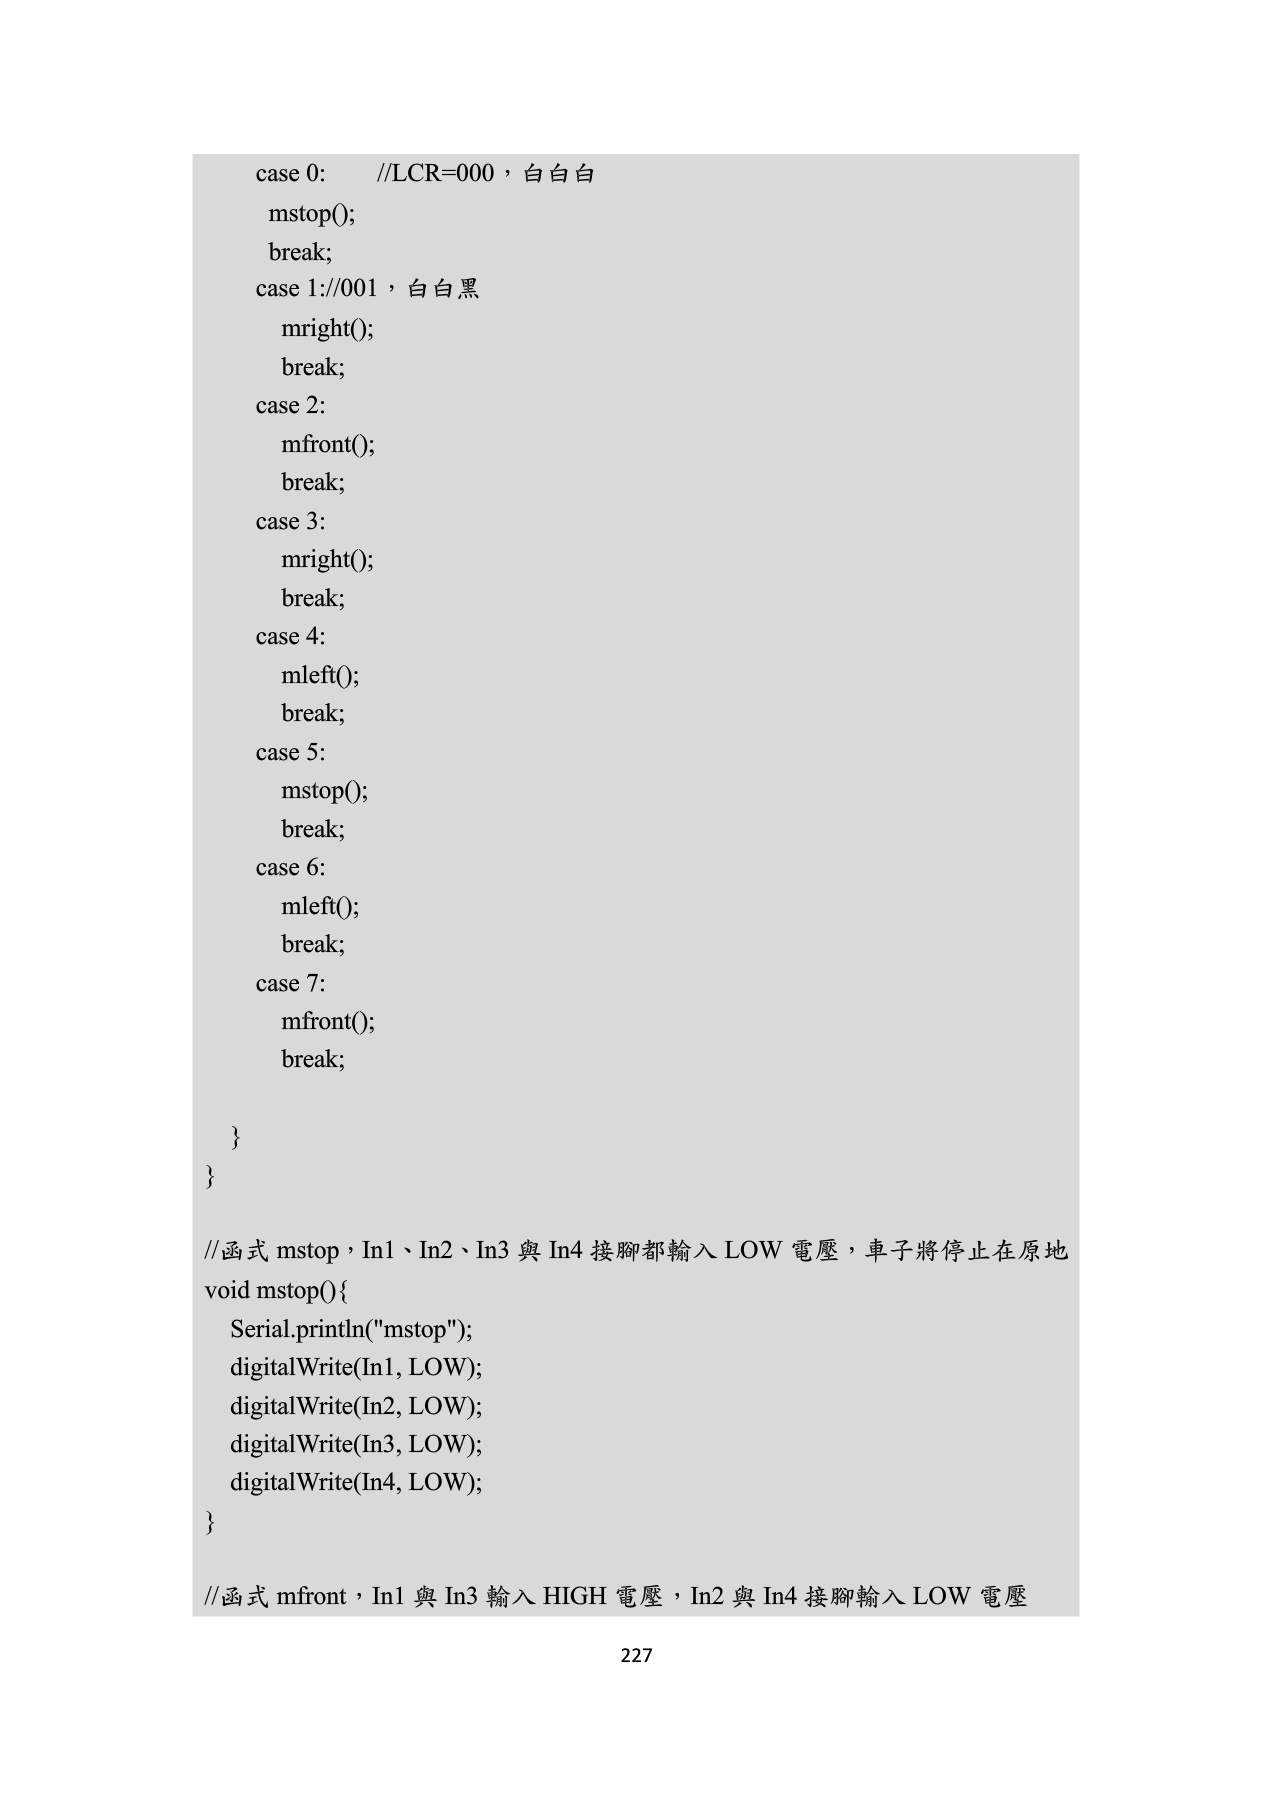 case 0:        //LCR=000，白白白
mstop();
break;
case 1://001，白白黑
mright();
break;
case 2:
mfront();
break;
case 3:
mright();
break;
case 4:
mleft();
break;
case 5:
mstop();
break;
case 6:
mleft();
break;
case 7:
mfront();
break;
}
}
//函式 mstop，In1、In2、In3 與 In4 接腳都輸入 LOW 電壓，車子將停止在原地
void mstop(){
Serial.println("mstop");
digitalWrite(In1, LOW);
digitalWrite(In2, LOW);
digitalWrite(In3, LOW);
digitalWrite(In4, LOW);
}
//函式 mfront，In1 與 In3 輸入 HIGH 電壓，In2 與 In4 接腳輸入 LOW 電壓
227